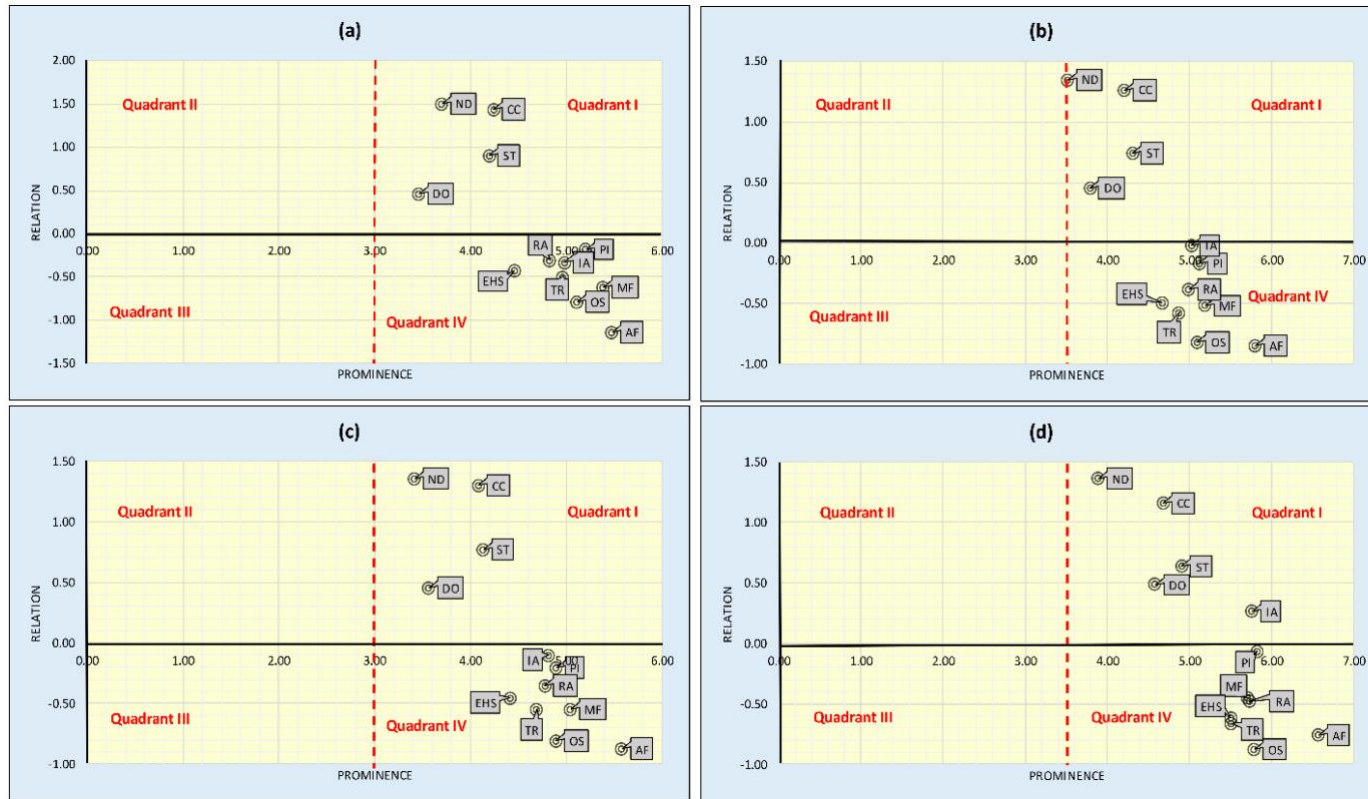 (a)
2.00
1.50
1.00
0.50
0.00
-0.50
-1.00
-1.50
RELATION
Quadrant II
Quadrant I
ND
CC
ST
DO
0.00 1.00 2.00 3.00 4.00 5.00 6.00
RA
PI
IA
EHS
TR
MF
OS
AF
Quadrant III
Quadrant IV
PROMINENCE
(b)
1.50
1.00
0.50
0.00
-0.50
-1.00
RELATION
Quadrant II
Quadrant I
ND
CC
ST
DO
0.00 1.00 2.00 3.00 4.00 5.00 6.00 7.00
IA
PI
RA
EHS
MF
TR
OS
AF
Quadrant III
Quadrant IV
PROMINENCE
(c)
1.50
1.00
0.50
0.00
-0.50
-1.00
RELATION
Quadrant II
Quadrant I
ND
CC
ST
DO
0.00 1.00 2.00 3.00 4.00 5.00 6.00
IA
PI
RA
EHS
MF
TR
OS
AF
Quadrant III
Quadrant IV
PROMINENCE
(d)
1.50
1.00
0.50
0.00
-0.50
-1.00
RELATION
Quadrant II
Quadrant I
ND
CC
ST
DO
IA
0.00 1.00 2.00 3.00 4.00 5.00 6.00 7.00
PI
MF
RA
EHS
TR
AF
OS
Quadrant III
Quadrant IV
PROMINENCE